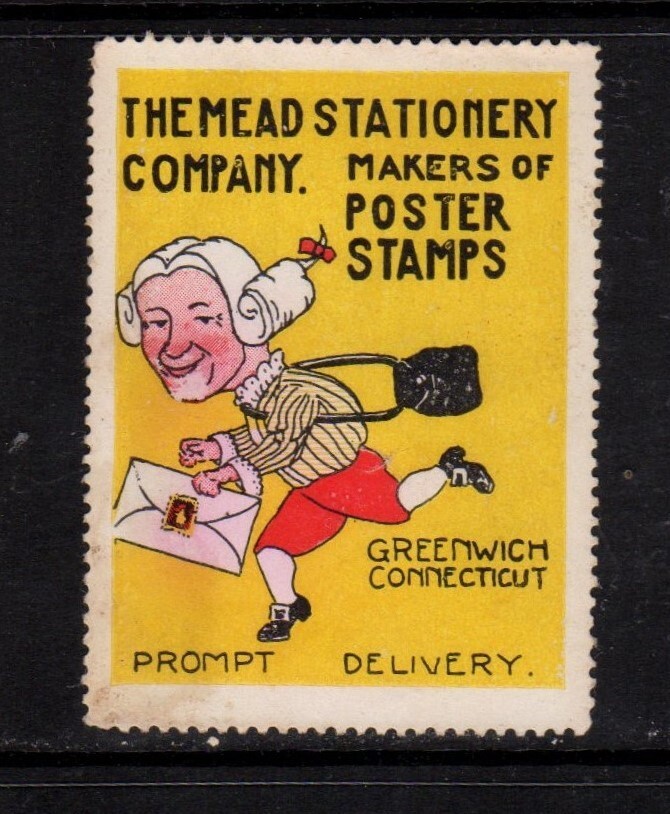 THE MEAD STATIONERY
COMPANY. MAKERS OF
POSTER
STAMPS
GREENWICH
CONNECTICUT
PROMPT DELIVERY.